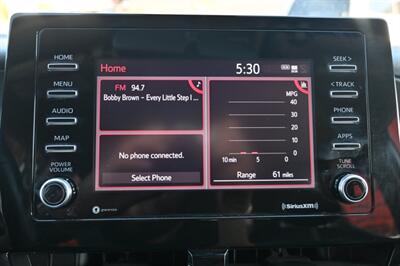 HOME
MENU
AUDIO
MAP
POWER
VOLUME
Home
5:30
FM 94.7
Bobby Brown - Every Little Step I ...
No phone connected.
Select Phone
MPG
40
30
20
10
0
10 min
5
0
Range 61 miles
SEEK >
< TRACK
PHONE
APPS
TUNE
SCROLL
gracenote
SiriusXM